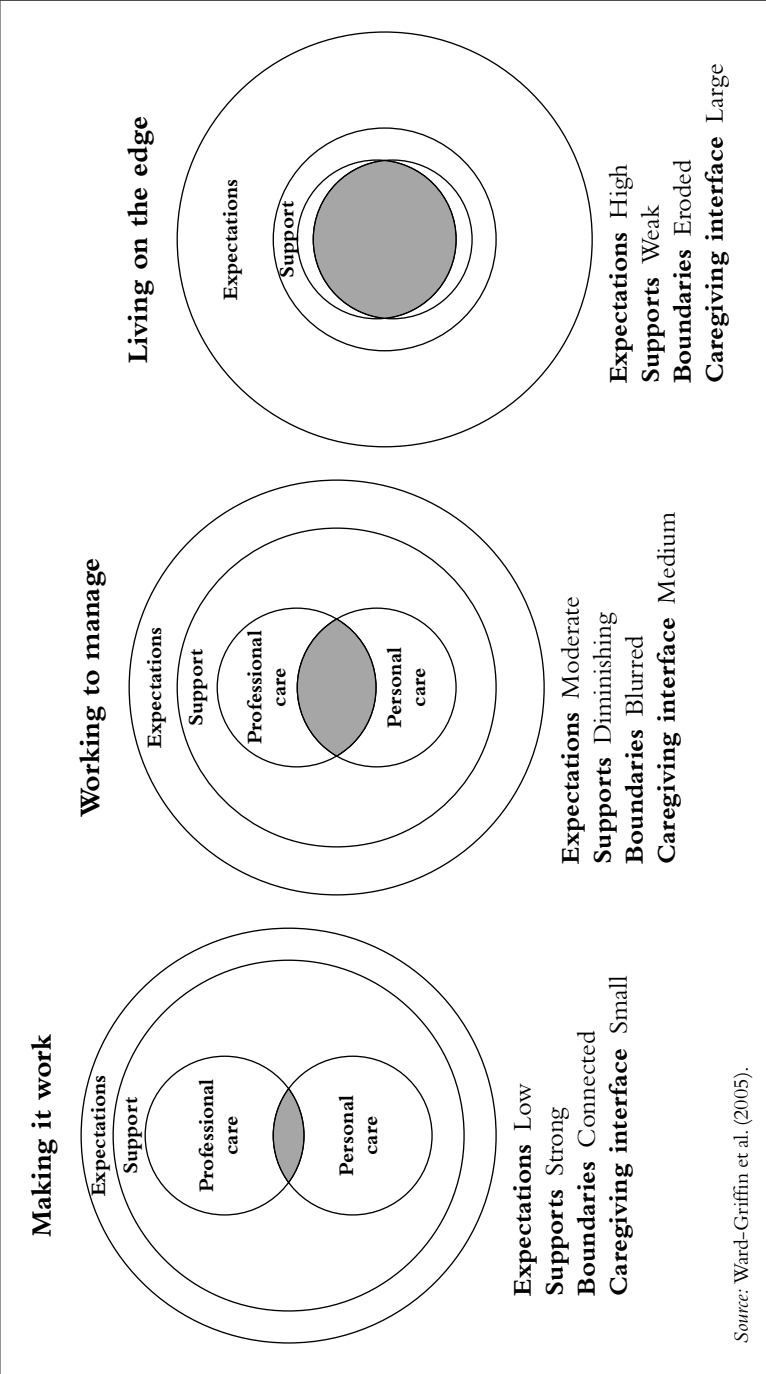 Making it work
Expectations
Support
Professional
care
Personal
care
Expectations Low
Supports Strong
Boundaries Connected
Caregiving interface Small
Working to manage
Expectations
Support
Professional
care
Personal
care
Expectations Moderate
Supports Diminishing
Boundaries Blurred
Caregiving interface Medium
Living on the edge
Expectations
Support
Expectations High
Supports Weak
Boundaries Eroded
Caregiving interface Large
Source: Ward-Griffin et al. (2005).